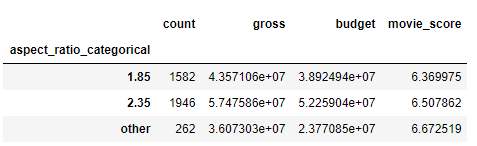 count gross budget movie_score
aspect_ratio_categorical
1.85 1582 4.357106e+07 3.892494e+07 6.369975
2.35 1946 5.747586e+07 5.225904e+07 6.507862
other 262 3.607303e+07 2.377085e+07 6.672519